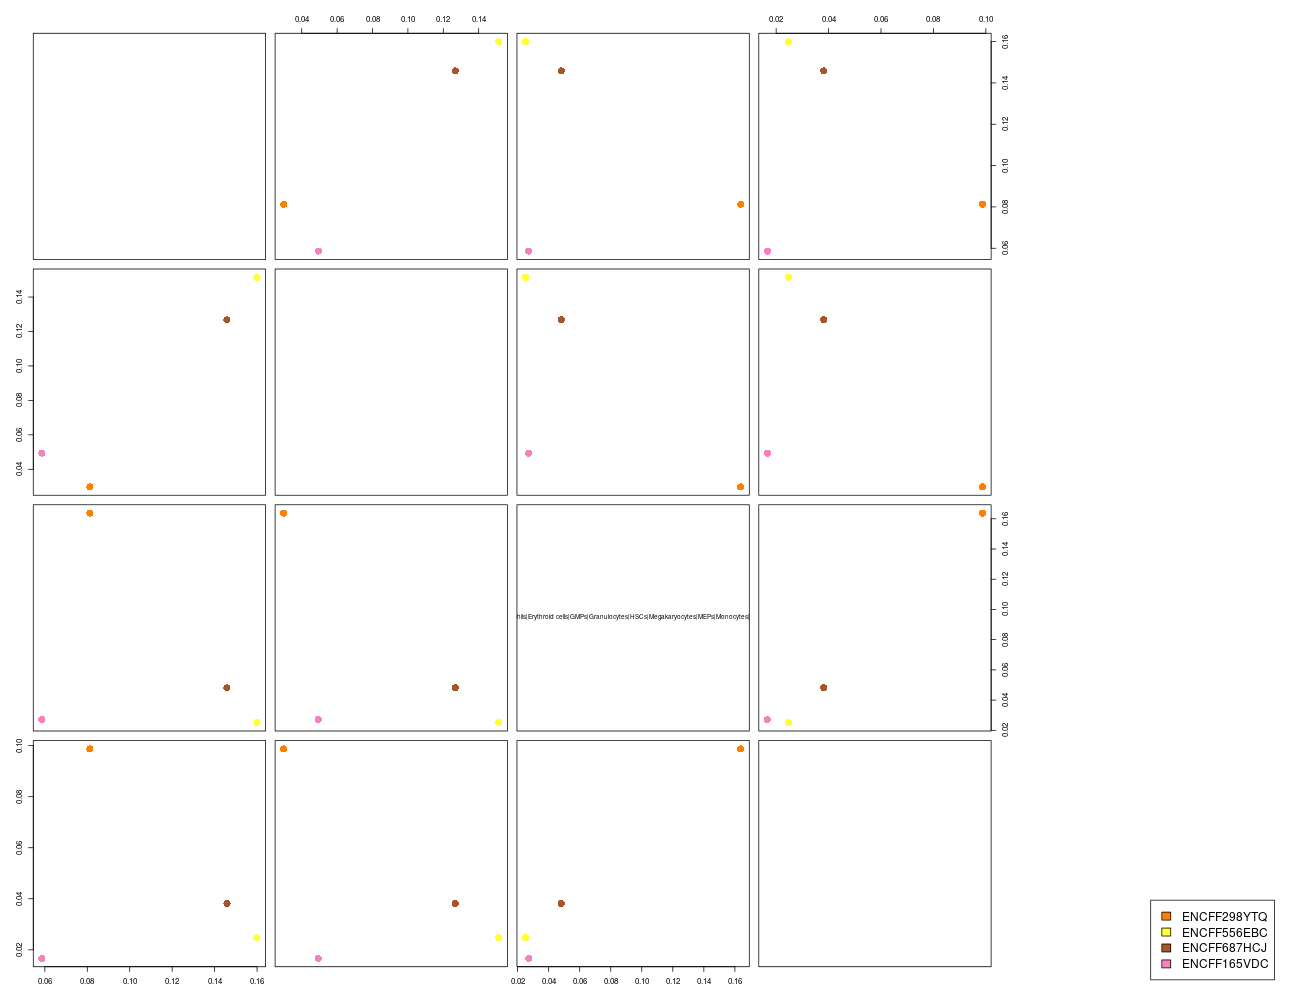 0.04 0.06 0.08 0.10 0.12 0.14
0.02 0.04 0.06 0.08 0.10
0.06 0.08 0.10 0.12 0.14 0.16
0.04 0.06 0.08 0.10 0.12 0.14
|Erythroid cells|GMPs|Granulocytes|HSCs|Megakaryocytes|MEPs|Monocytes|
0.02 0.04 0.06 0.08 0.10 0.12 0.14 0.16
0.02 0.04 0.06 0.08 0.10
0.06 0.08 0.10 0.12 0.14 0.16
0.02 0.04 0.06 0.08 0.10 0.12 0.14 0.16
ENCFF298YTQ
ENCFF556EBC
ENCFF687HCJ
ENCFF165VDC